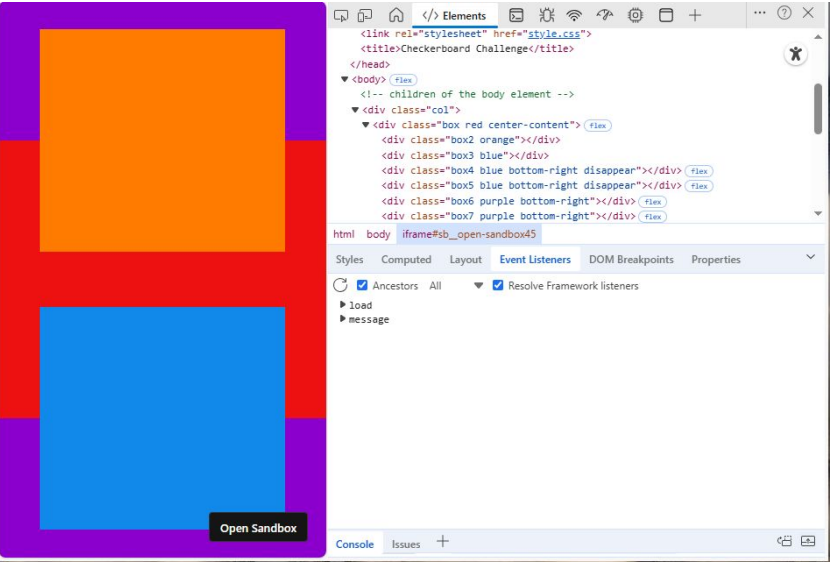 Elements
<link rel="stylesheet" href="style.css">
<title>Checkerboard Challenge</title>
</head>
<body> flex
<!-- children of the body element -->
<div class="col">
<div class="box red center-content"> flex
<div class="box2 orange"></div>
<div class="box3 blue"></div>
<div class="box4 blue bottom-right disappear"></div> flex
<div class="box5 blue bottom-right disappear"></div> flex
<div class="box6 purple bottom-right"></div> flex
<div class="box7 purple bottom-right"></div> flex
html body iframe#sb__open-sandbox45
Styles Computed Layout Event Listeners DOM Breakpoints Properties
Ancestors All Resolve Framework listeners
load
message
Open Sandbox
Console Issues